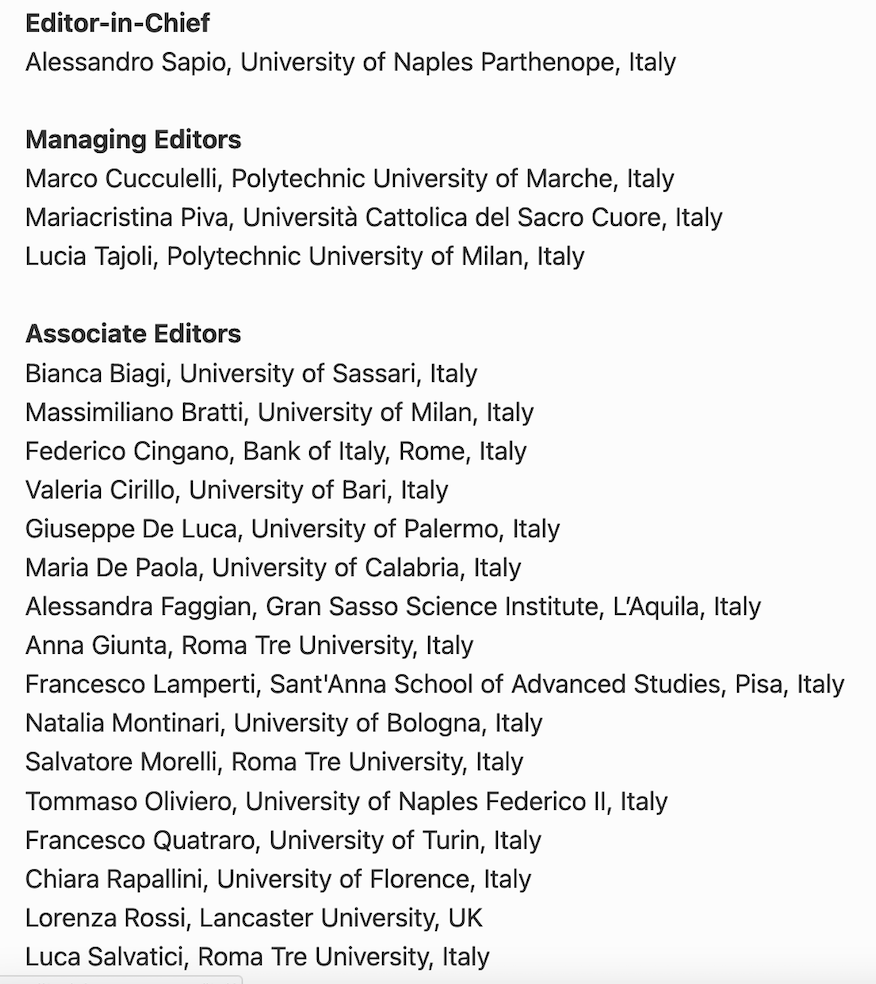 Editor-in-Chief
Alessandro Sapio, University of Naples Parthenope, Italy
Managing Editors
Marco Cucculelli, Polytechnic University of Marche, Italy
Mariacristina Piva, Università Cattolica del Sacro Cuore, Italy
Lucia Tajoli, Polytechnic University of Milan, Italy
Associate Editors
Bianca Biagi, University of Sassari, Italy
Massimiliano Bratti, University of Milan, Italy
Federico Cingano, Bank of Italy, Rome, Italy
Valeria Cirillo, University of Bari, Italy
Giuseppe De Luca, University of Palermo, Italy
Maria De Paola, University of Calabria, Italy
Alessandra Faggian, Gran Sasso Science Institute, L’Aquila, Italy
Anna Giunta, Roma Tre University, Italy
Francesco Lamperti, Sant'Anna School of Advanced Studies, Pisa, Italy
Natalia Montinari, University of Bologna, Italy
Salvatore Morelli, Roma Tre University, Italy
Tommaso Oliviero, University of Naples Federico II, Italy
Francesco Quatraro, University of Turin, Italy
Chiara Rapallini, University of Florence, Italy
Lorenza Rossi, Lancaster University, UK
Luca Salvatici, Roma Tre University, Italy